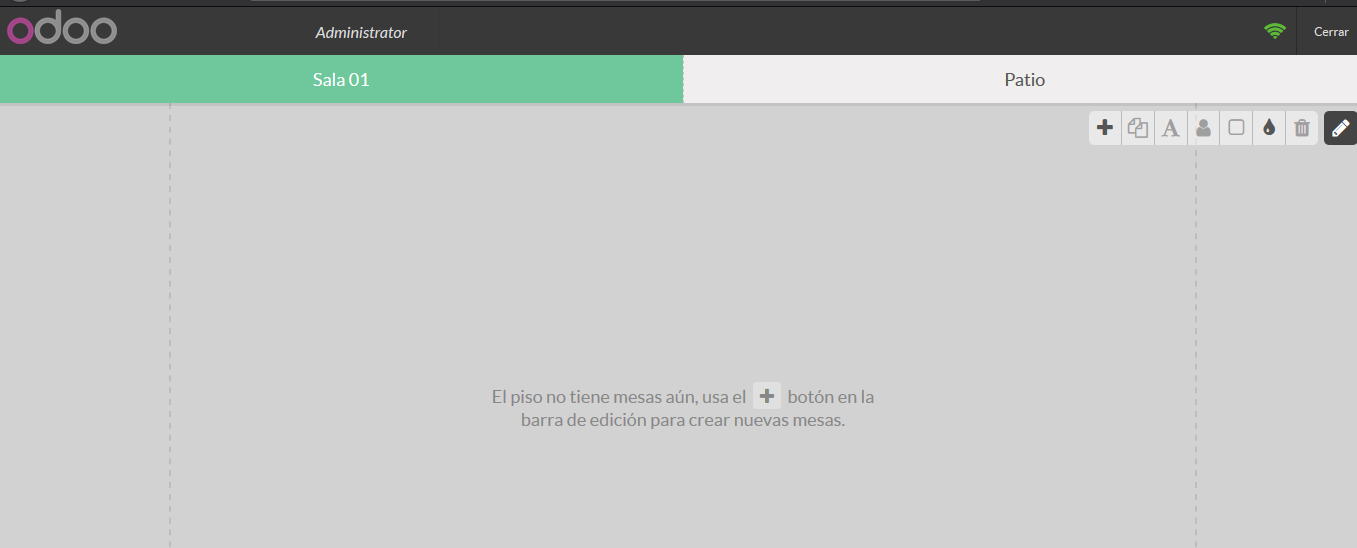 odoo
Administrator
Cerrar
Sala 01
Patio
A
El piso no tiene mesas aún, usa el + botón en la
barra de edición para crear nuevas mesas.